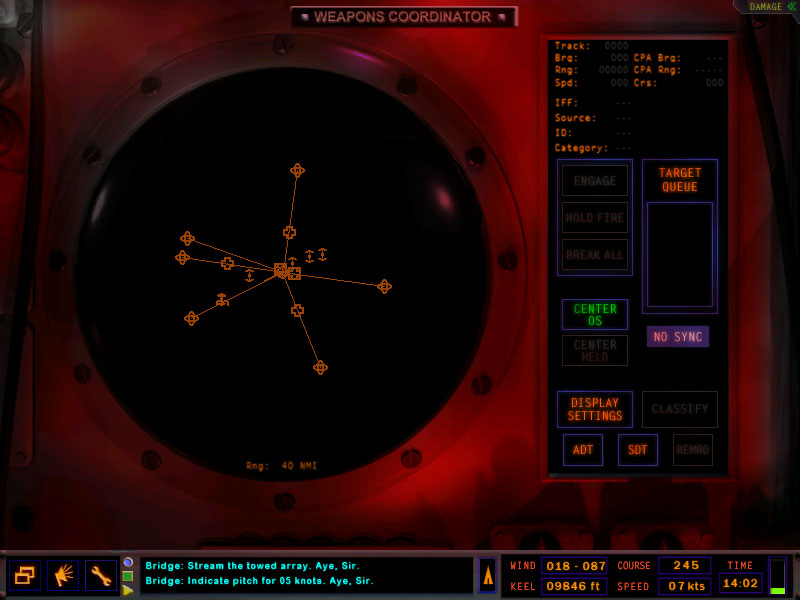 WEAPONS COORDINATOR
DAMAGE
Track: 0000
Brg: 000 CPA Brg: ---
Rng: 00000 CPA Rng: -----
Spd: 000 Crs: 000
IFF: ---
Source: ---
ID: ---
Category: ---
ENGAGE
HOLD FIRE
BREAK ALL
TARGET
QUEUE
CENTER
OS
CENTER
HELO
NO SYNC
DISPLAY
SETTINGS
CLASSIFY
ADT
SDT
REMRO
Rng: 40 NMI
Bridge: Stream the towed array. Aye, Sir.
Bridge: Indicate pitch for 05 knots. Aye, Sir.
WIND 018 - 087 COURSE 245 TIME
KEEL 09846 ft SPEED 07 kts 14:02